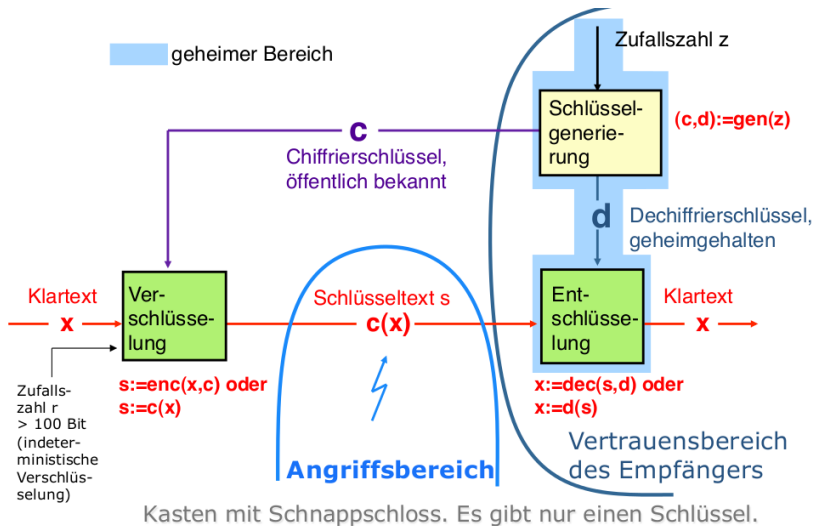 geheimer Bereich
Zufallszahl z
Schlüssel-
generie-
rung
(c,d):=gen(z)
c
Chiffrierschlüssel,
öffentlich bekannt
d
Dechiffrierschlüssel,
geheimgehalten
Klartext
x
Ver-
schlüsse-
lung
Schlüsseltext s
c(x)
Ent-
schlüsse-
lung
Klartext
x
s:=enc(x,c) oder
s:=c(x)
x:=dec(s,d) oder
x:=d(s)
Zufalls-
zahl r
> 100 Bit
(indeter-
ministische
Verschlüs-
selung)
Angriffsbereich
Vertrauensbereich
des Empfängers
Kasten mit Schnappschloss. Es gibt nur einen Schlüssel.